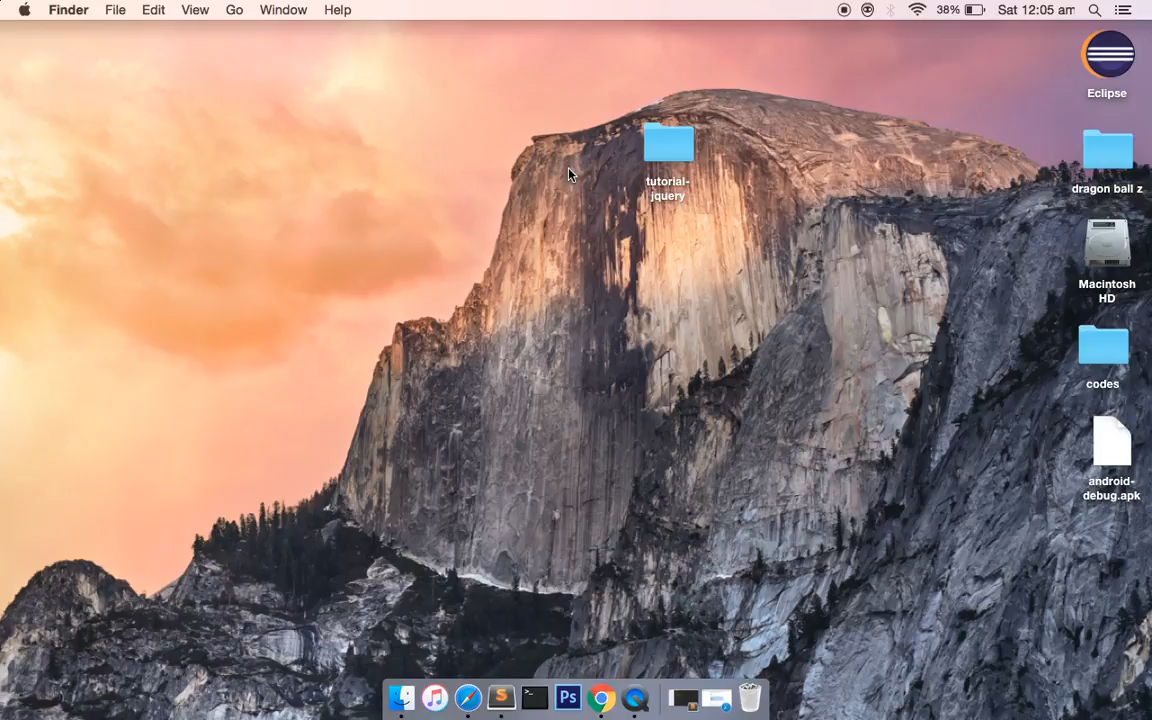 Finder File Edit View Go Window Help 38% Sat 12:05 am
Eclipse
tutorial-
jquery
dragon ball z
Macintosh
HD
codes
android-
debug.apk
S >_ Ps